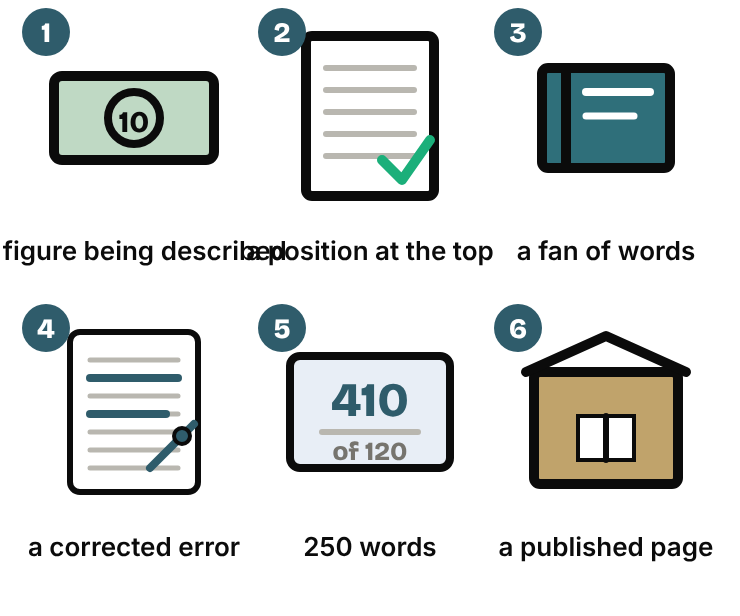 1
10
figure being described
2
a position at the top
3
a fan of words
4
a corrected error
5
410
of 120
250 words
6
a published page